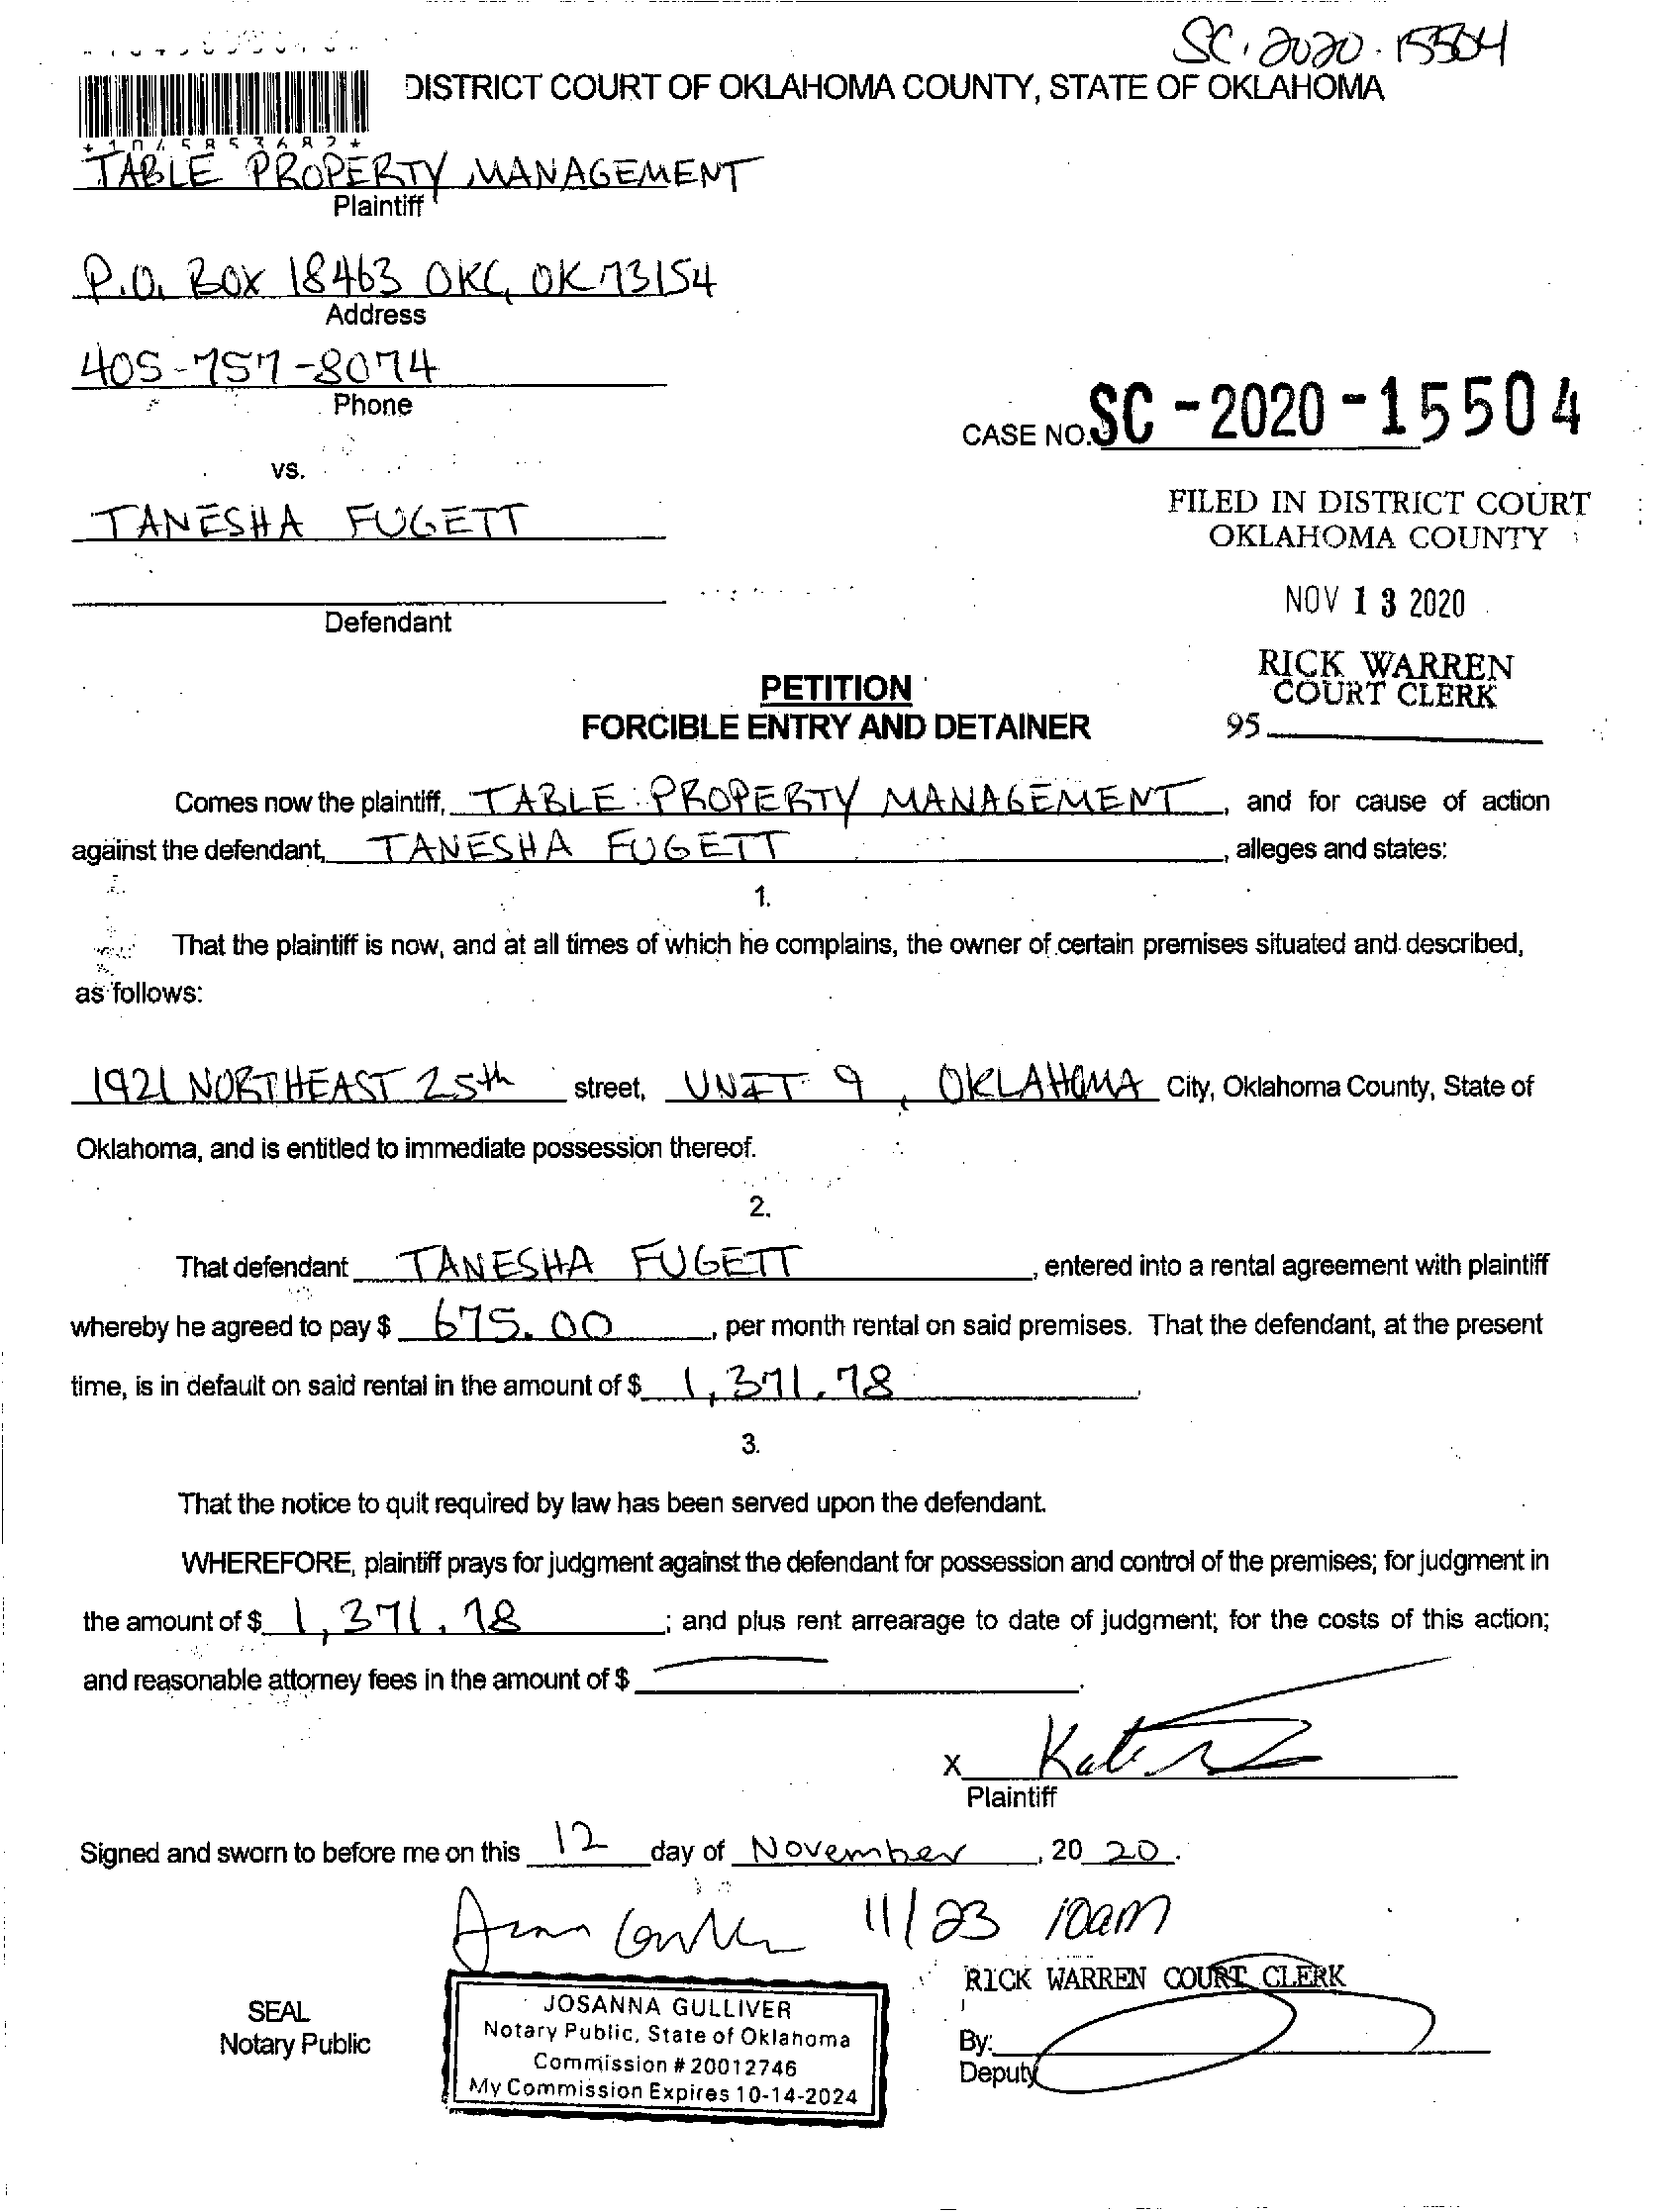 SC-2020-15504
DISTRICT COURT OF OKLAHOMA COUNTY, STATE OF OKLAHOMA
TABLE PROPERTY MANAGEMENT
Plaintiff
P.O. BOX 18463 OKC, OK 73154
Address
405-757-8074
Phone
CASE NO. SC-2020-15504
vs.
TANESHA FUGETT
FILED IN DISTRICT COURT
OKLAHOMA COUNTY
NOV 13 2020
Defendant
RICK WARREN
COURT CLERK
95
PETITION
FORCIBLE ENTRY AND DETAINER
Comes now the plaintiff, TABLE PROPERTY MANAGEMENT, and for cause of action
against the defendant, TANESHA FUGETT, alleges and states:
1.
That the plaintiff is now, and at all times of which he complains, the owner of certain premises situated and described,
as follows:
1921 NORTHEAST 25th street, UNIT 9, OKLAHOMA City, Oklahoma County, State of
Oklahoma, and is entitled to immediate possession thereof.
2.
That defendant TANESHA FUGETT, entered into a rental agreement with plaintiff
whereby he agreed to pay $ 675.00, per month rental on said premises. That the defendant, at the present
time, is in default on said rental in the amount of $ 1,371.78.
3.
That the notice to quit required by law has been served upon the defendant.
WHEREFORE, plaintiff prays for judgment against the defendant for possession and control of the premises; for judgment in
the amount of $ 1,371.78; and plus rent arrearage to date of judgment; for the costs of this action;
and reasonable attorney fees in the amount of $ .
X
Plaintiff
Signed and sworn to before me on this 12 day of November, 20 20.
11/23 10am
RICK WARREN COURT CLERK
SEAL
Notary Public
JOSANNA GULLIVER
Notary Public, State of Oklahoma
Commission # 20012746
My Commission Expires 10-14-2024
By:
Deputy